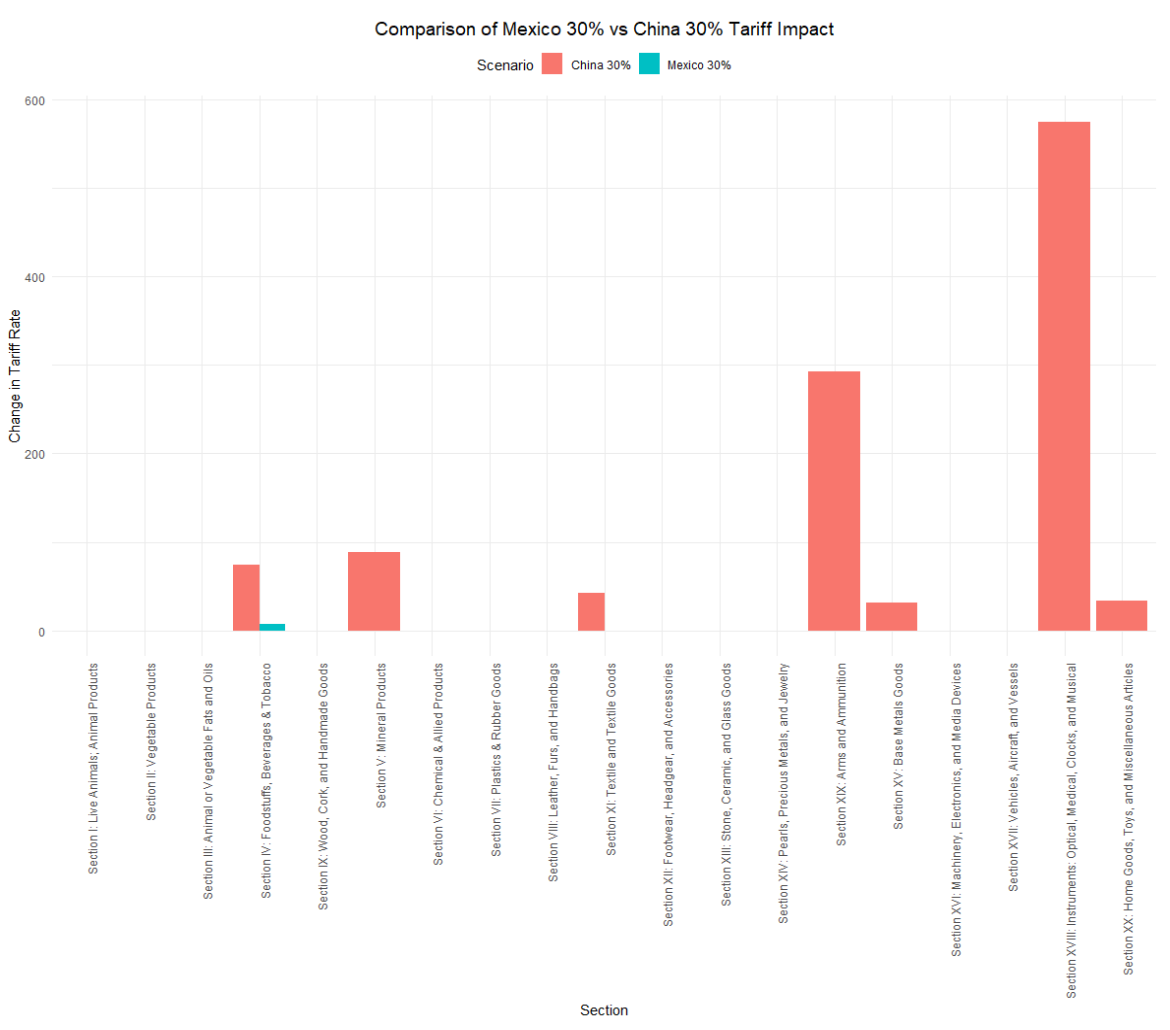 Comparison of Mexico 30% vs China 30% Tariff Impact
Scenario China 30% Mexico 30%
Change in Tariff Rate
600
400
200
0
Section I: Live Animals; Animal Products
Section II: Vegetable Products
Section III: Animal or Vegetable Fats and Oils
Section IV: Foodstuffs, Beverages & Tobacco
Section IX: Wood, Cork, and Handmade Goods
Section V: Mineral Products
Section VI: Chemical & Allied Products
Section VII: Plastics & Rubber Goods
Section VIII: Leather, Furs, and Handbags
Section XI: Textile and Textile Goods
Section XII: Footwear, Headgear, and Accessories
Section XIII: Stone, Ceramic, and Glass Goods
Section XIV: Pearls, Precious Metals, and Jewelry
Section XIX: Arms and Ammunition
Section XV: Base Metals Goods
Section XVI: Machinery, Electronics, and Media Devices
Section XVII: Vehicles, Aircraft, and Vessels
Section XVIII: Instruments: Optical, Medical, Clocks, and Musical
Section XX: Home Goods, Toys, and Miscellaneous Articles
Section